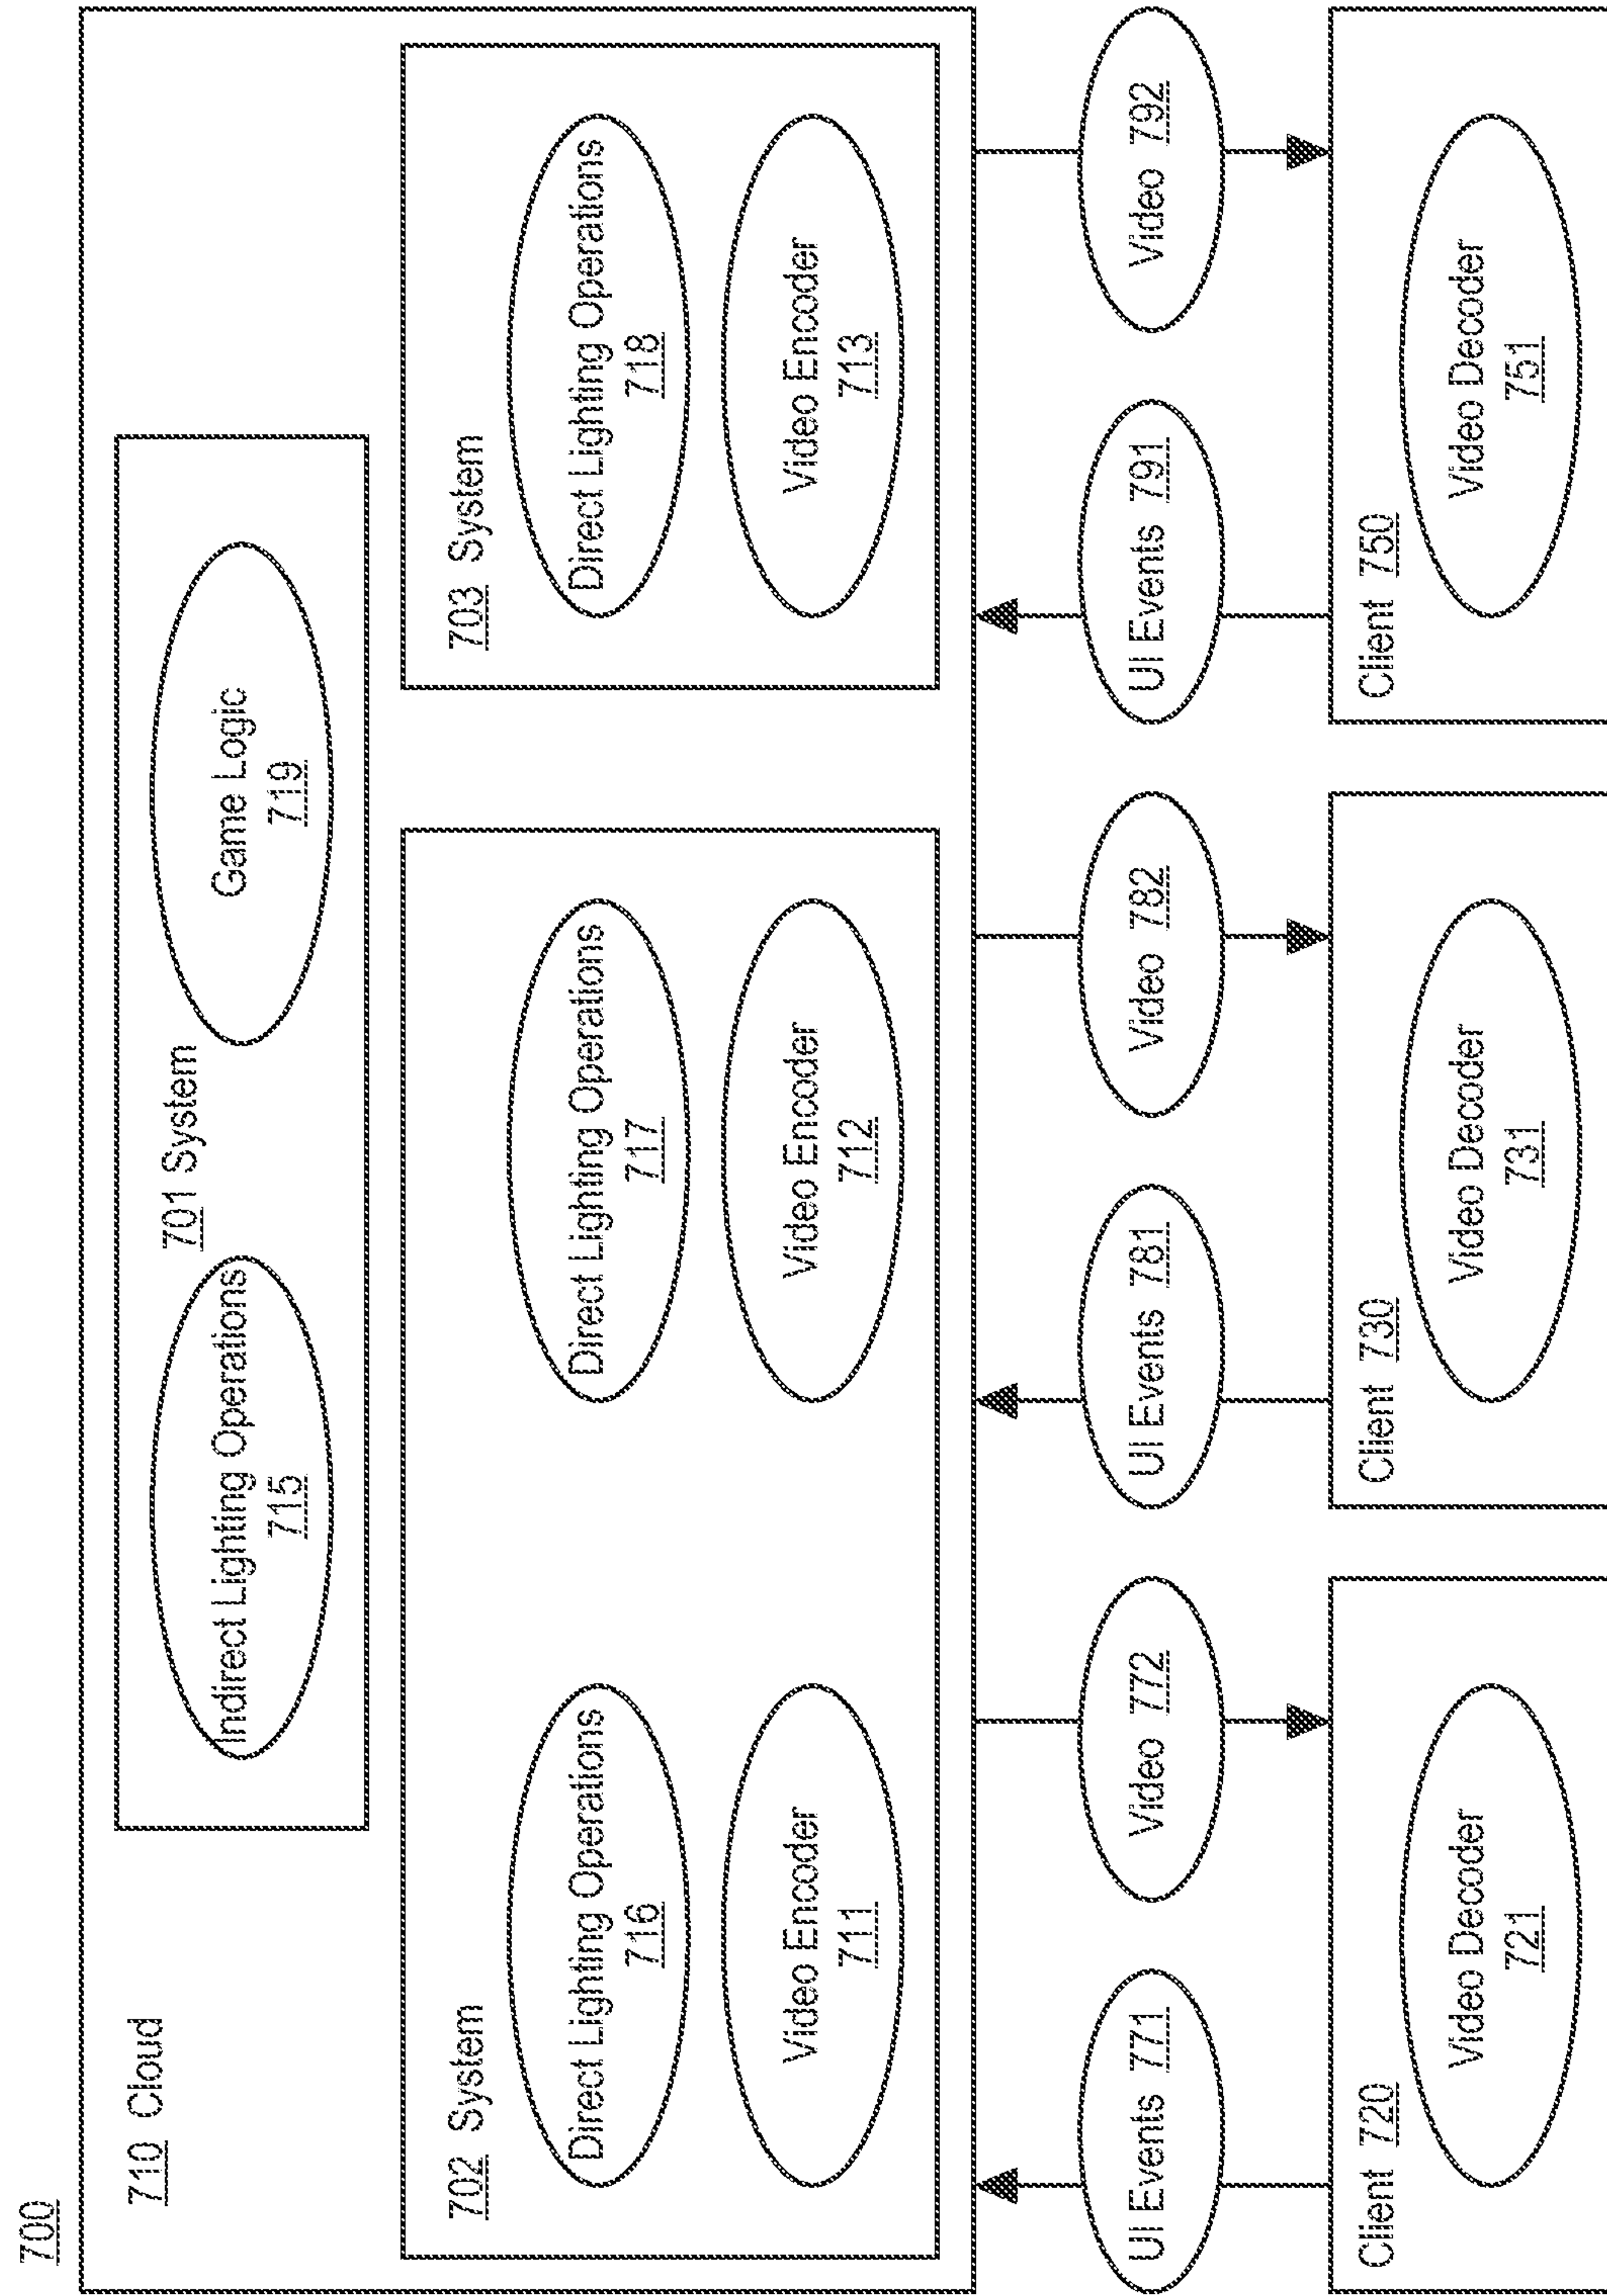 700
710 Cloud
Indirect Lighting Operations
715
701 System
Game Logic
719
702 System
Direct Lighting Operations
716
Video Encoder
711
Direct Lighting Operations
717
Video Encoder
712
703 System
Direct Lighting Operations
718
Video Encoder
713
UI Events 771
Video 772
UI Events 781
Video 782
UI Events 791
Video 792
Client 720
Video Decoder
721
Client 730
Video Decoder
731
Client 750
Video Decoder
751